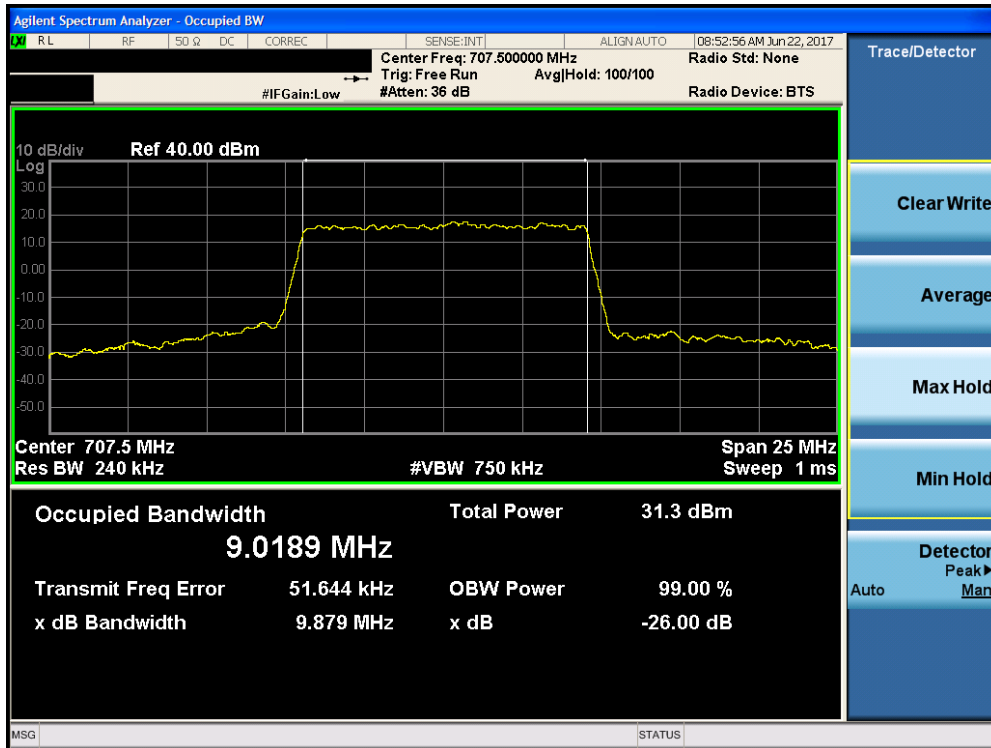 Agilent Spectrum Analyzer - Occupied BW
LXI RL RF 50 Ω DC CORREC SENSE:INT ALIGN AUTO 08:52:56 AM Jun 22, 2017
Center Freq: 707.500000 MHz Radio Std: None
Trig: Free Run Avg|Hold: 100/100
#IFGain:Low #Atten: 36 dB Radio Device: BTS
Trace/Detector
10 dB/div Ref 40.00 dBm
Log
30.0
20.0
10.0
0.00
-10.0
-20.0
-30.0
-40.0
-50.0
Center 707.5 MHz Span 25 MHz
Res BW 240 kHz #VBW 750 kHz Sweep 1 ms
Occupied Bandwidth Total Power 31.3 dBm
9.0189 MHz
Transmit Freq Error 51.644 kHz OBW Power 99.00 %
x dB Bandwidth 9.879 MHz x dB -26.00 dB
Clear Write
Average
Max Hold
Min Hold
Detector
Peak▶
Auto Man
MSG STATUS